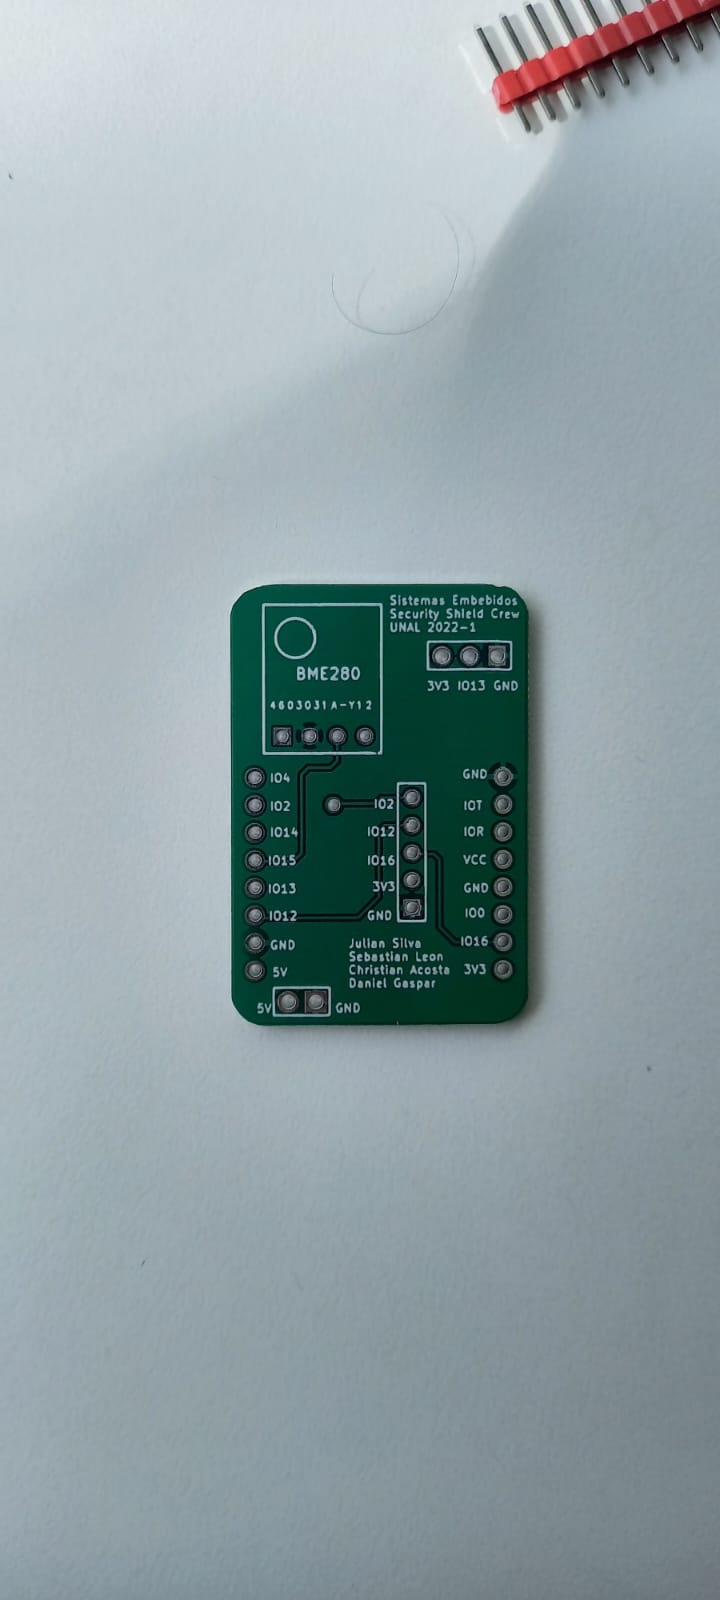 Sistemas Embebidos
Security Shield Crew
UNAL 2022-1
BME280
4603031A-Y12
3V3 IO13 GND
IO4
IO2
IO14
IO15
IO13
IO12
GND
5V
IO2
IO12
IO16
3V3
GND
GND
IOT
IOR
VCC
GND
IO0
IO16
3V3
Julian Silva
Sebastian Leon
Christian Acosta
Daniel Gaspar
5V GND